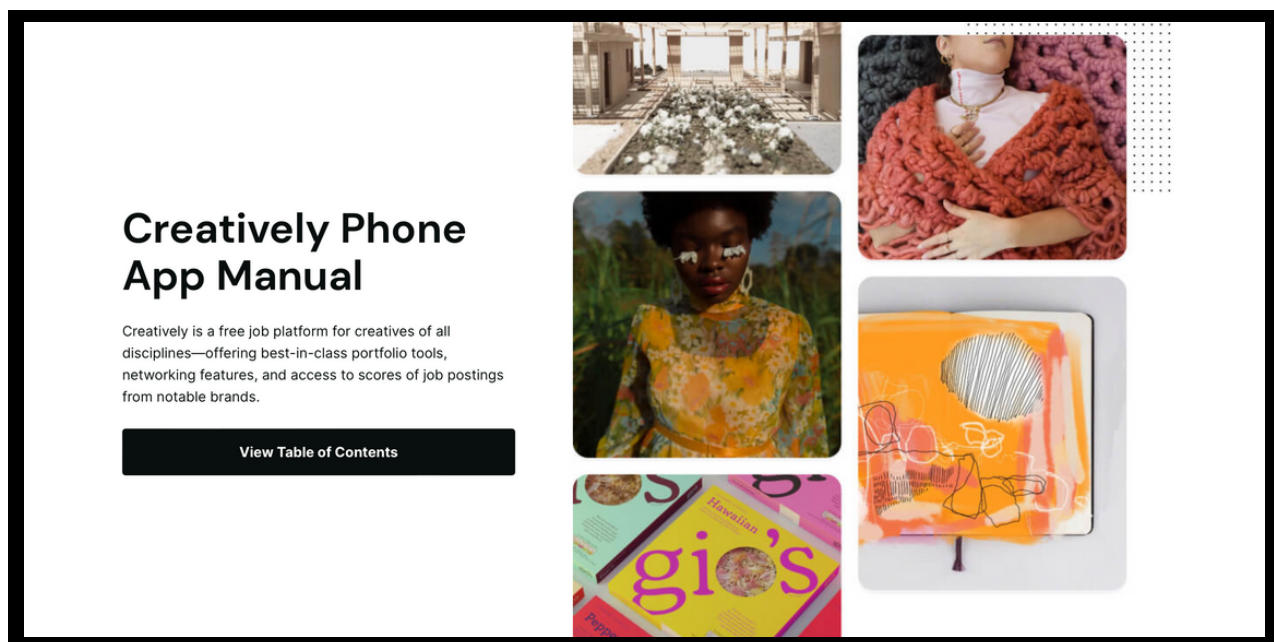 Creatively Phone
App Manual
Creatively is a free job platform for creatives of all
disciplines—offering best-in-class portfolio tools,
networking features, and access to scores of job postings
from notable brands.
View Table of Contents
Hawaiian
gio's